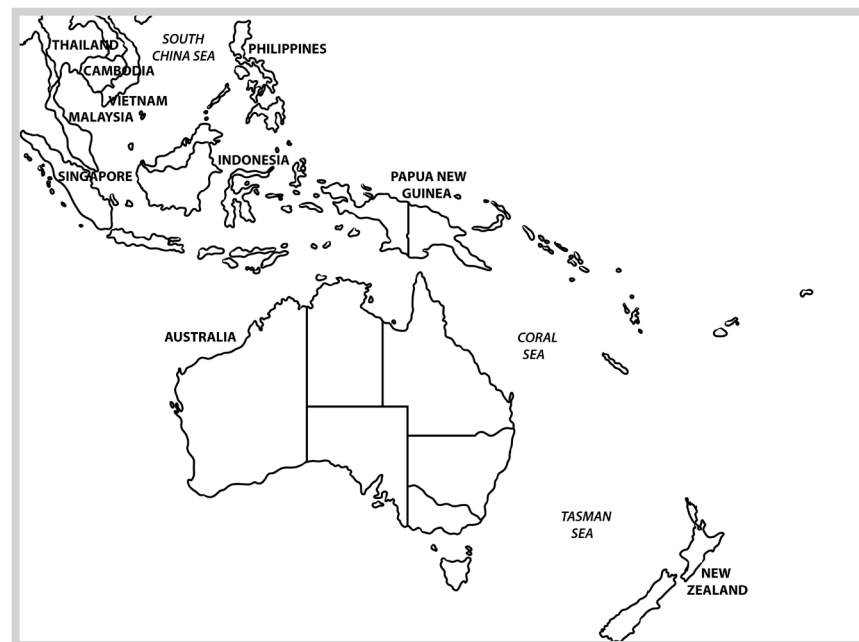 THAILAND
SOUTH
CHINA SEA
PHILIPPINES
CAMBODIA
VIETNAM
MALAYSIA
SINGAPORE
INDONESIA
PAPUA NEW
GUINEA
AUSTRALIA
CORAL
SEA
TASMAN
SEA
NEW
ZEALAND